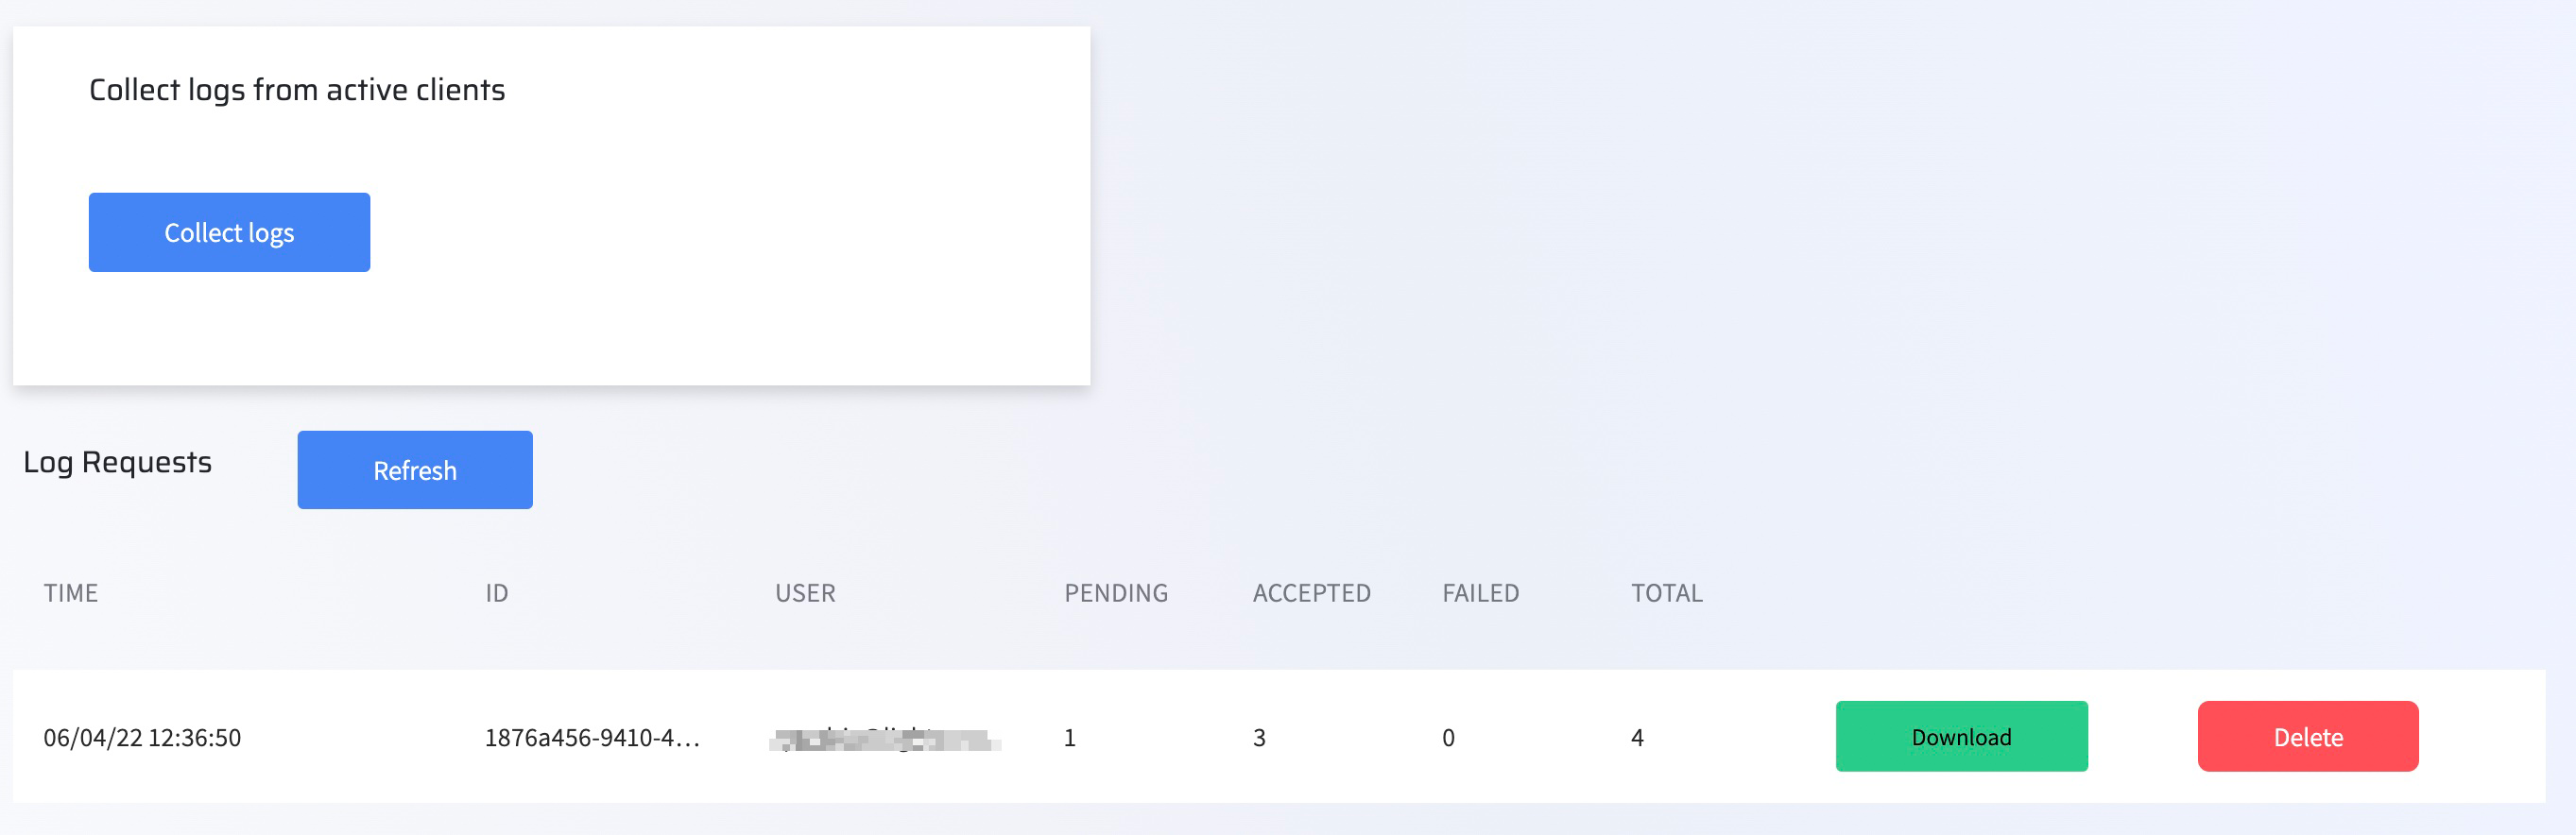 Collect logs from active clients
Collect logs
Log Requests
Refresh
TIME ID USER PENDING ACCEPTED FAILED TOTAL
06/04/22 12:36:50 1876a456-9410-4... 1 3 0 4 Download Delete